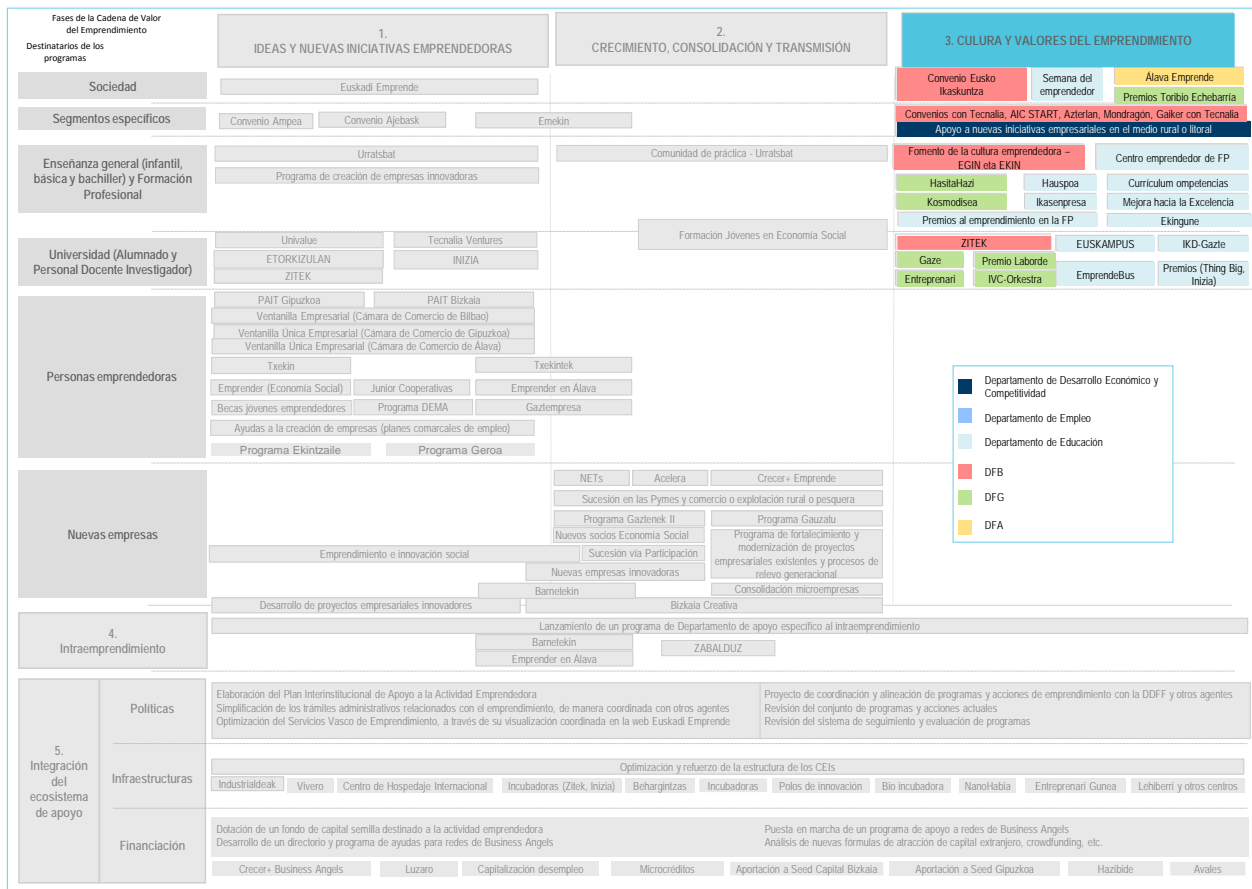 Fases de la Cadena de Valor
del Emprendimiento
Destinatarios de los
programas
1.
IDEAS Y NUEVAS INICIATIVAS EMPRENDEDORAS
2.
CRECIMIENTO, CONSOLIDACIÓN Y TRANSMISIÓN
3. CULURA Y VALORES DEL EMPRENDIMIENTO
Sociedad
Euskadi Emprende
Convenio Eusko
Ikaskuntza
Semana del
emprendedor
Álava Emprende
Premios Toribio Echebarría
Segmentos específicos
Convenio Ampea
Convenio Ajebask
Emekin
Convenios con Tecnalia, AIC START, Azterlan, Mondragón, Gaiker con Tecnalia
Apoyo a nuevas iniciativas empresariales en el medio rural o litoral
Enseñanza general (infantil,
básica y bachiller) y Formación
Profesional
Urratsbat
Programa de creación de empresas innovadoras
Comunidad de práctica - Urratsbat
Fomento de la cultura emprendedora –
EGIN eta EKIN
Centro emprendedor de FP
HasitaHazi
Hauspoa
Currículum ompetencias
Kosmodisea
Ikasenpresa
Mejora hacia la Excelencia
Premios al emprendimiento en la FP
Ekingune
Formación Jóvenes en Economía Social
Universidad (Alumnado y
Personal Docente Investigador)
Univalue
Tecnalia Ventures
ETORKIZULAN
INIZIA
ZITEK
ZITEK
EUSKAMPUS
IKD-Gazte
Gaze
Premio Laborde
Entreprenari
IVC-Orkestra
EmprendeBus
Premios (Thing Big,
Inizia)
Personas emprendedoras
PAIT Gipuzkoa
PAIT Bizkaia
Ventanilla Empresarial (Cámara de Comercio de Bilbao)
Ventanilla Única Empresarial (Cámara de Comercio de Gipuzkoa)
Ventanilla Única Empresarial (Cámara de Comercio de Álava)
Txekin
Txekintek
Emprender (Economía Social)
Junior Cooperativas
Emprender en Álava
Becas jóvenes emprendedores
Programa DEMA
Gaztempresa
Ayudas a la creación de empresas (planes comarcales de empleo)
Programa Ekintzaile
Programa Geroa
Departamento de Desarrollo Económico y
Competitividad
Departamento de Empleo
Departamento de Educación
DFB
DFG
DFA
Nuevas empresas
NETs
Acelera
Crecer+ Emprende
Sucesión en las Pymes y comercio o explotación rural o pesquera
Programa Gaztenek II
Programa Gauzatu
Nuevos socios Economía Social
Programa de fortalecimiento y
modernización de proyectos
empresariales existentes y procesos de
relevo generacional
Emprendimiento e innovación social
Sucesión vía Participación
Nuevas empresas innovadoras
Barnetekin
Consolidación microempresas
Desarrollo de proyectos empresariales innovadores
Bizkaia Creativa
4.
Intraemprendimiento
Lanzamiento de un programa de Departamento de apoyo especifico al intraemprendimiento
Barnetekin
Emprender en Álava
ZABALDUZ
5.
Integración
del
ecosistema
de apoyo
Políticas
Elaboración del Plan Interinstitucional de Apoyo a la Actividad Emprendedora
Simplificación de los trámites administrativos relacionados con el emprendimiento, de manera coordinada con otros agentes
Optimización del Servicios Vasco de Emprendimiento, a través de su visualización coordinada en la web Euskadi Emprende
Proyecto de coordinación y alineación de programas y acciones de emprendimiento con la DDFF y otros agentes
Revisión del conjunto de programas y acciones actuales
Revisión del sistema de seguimiento y evaluación de programas
Infraestructuras
Optimización y refuerzo de la estructura de los CEIs
Industrialdeak
Vivero
Centro de Hospedaje Internacional
Incubadoras (Zitek, Inizia)
Behargintzas
Incubadoras
Polos de innovación
Bio incubadora
NanoHabia
Entreprenari Gunea
Lehiberri y otros centros
Financiación
Dotación de un fondo de capital semilla destinado a la actividad emprendedora
Desarrollo de un directorio y programa de ayudas para redes de Business Angels
Puesta en marcha de un programa de apoyo a redes de Business Angels
Análisis de nuevas fórmulas de atracción de capital extranjero, crowdfunding, etc.
Crecer+ Business Angels
Luzaro
Capitalización desempleo
Microcréditos
Aportación a Seed Capital Bizkaia
Aportación a Seed Gipuzkoa
Hazibide
Avales